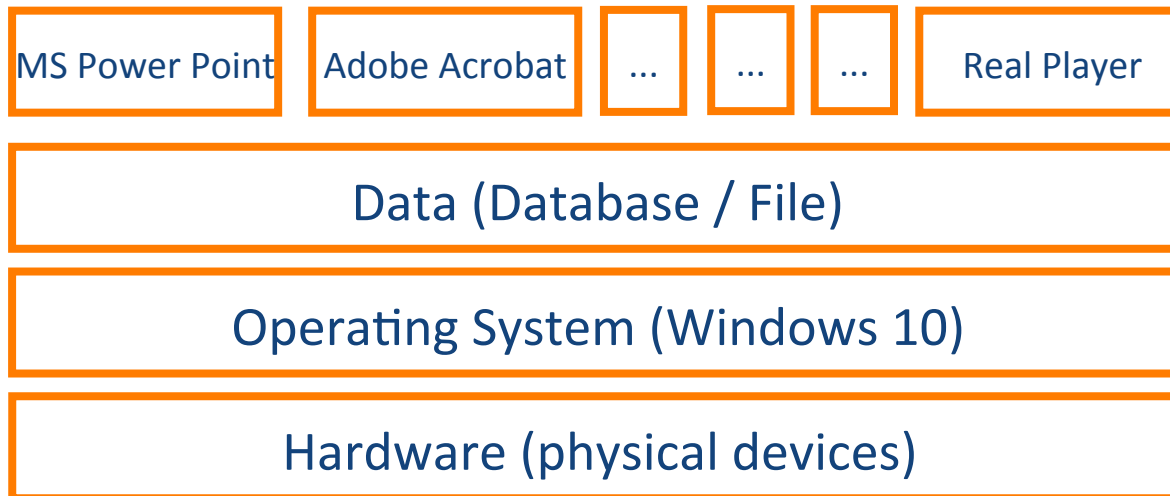 MS Power Point
Adobe Acrobat
...
...
...
Real Player
Data (Database / File)
Operating System (Windows 10)
Hardware (physical devices)